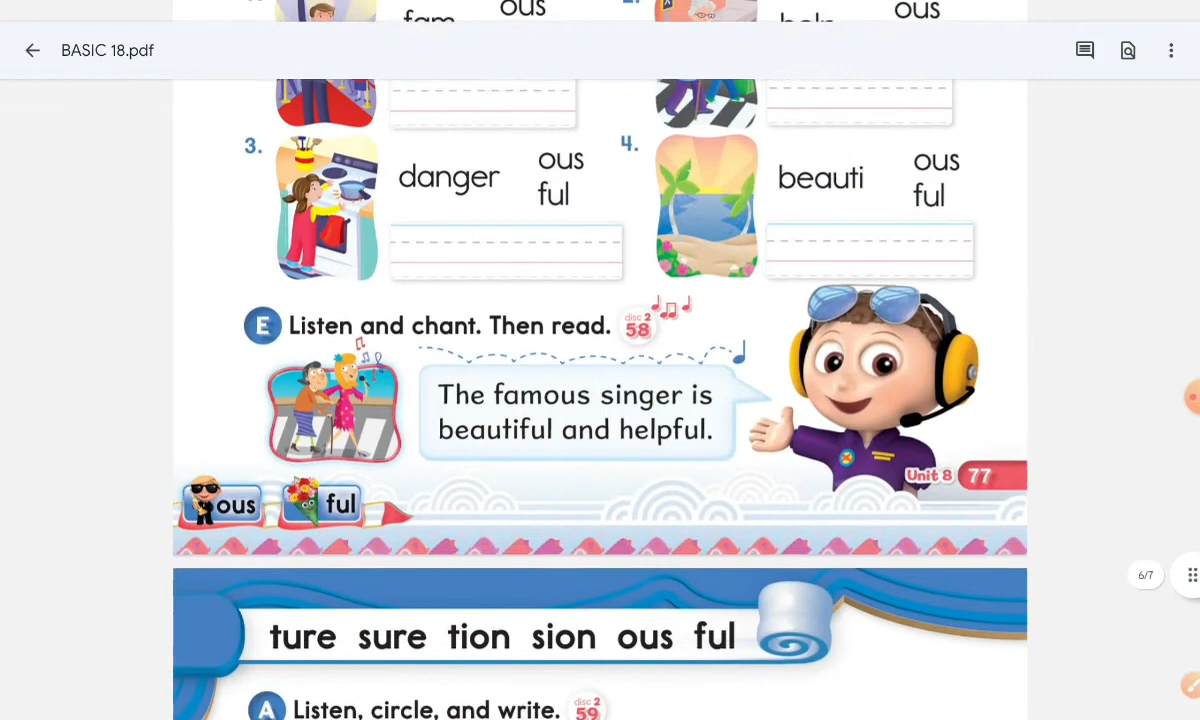 ous
ous
fam
BASIC 18.pdf
3.
danger
ous
ful
4.
beauti
ous
ful
E Listen and chant. Then read. disc 2 58
The famous singer is
beautiful and helpful.
Unit 8 77
ous ful
6/7
ture sure tion sion ous ful
A Listen, circle, and write. disc 2 59